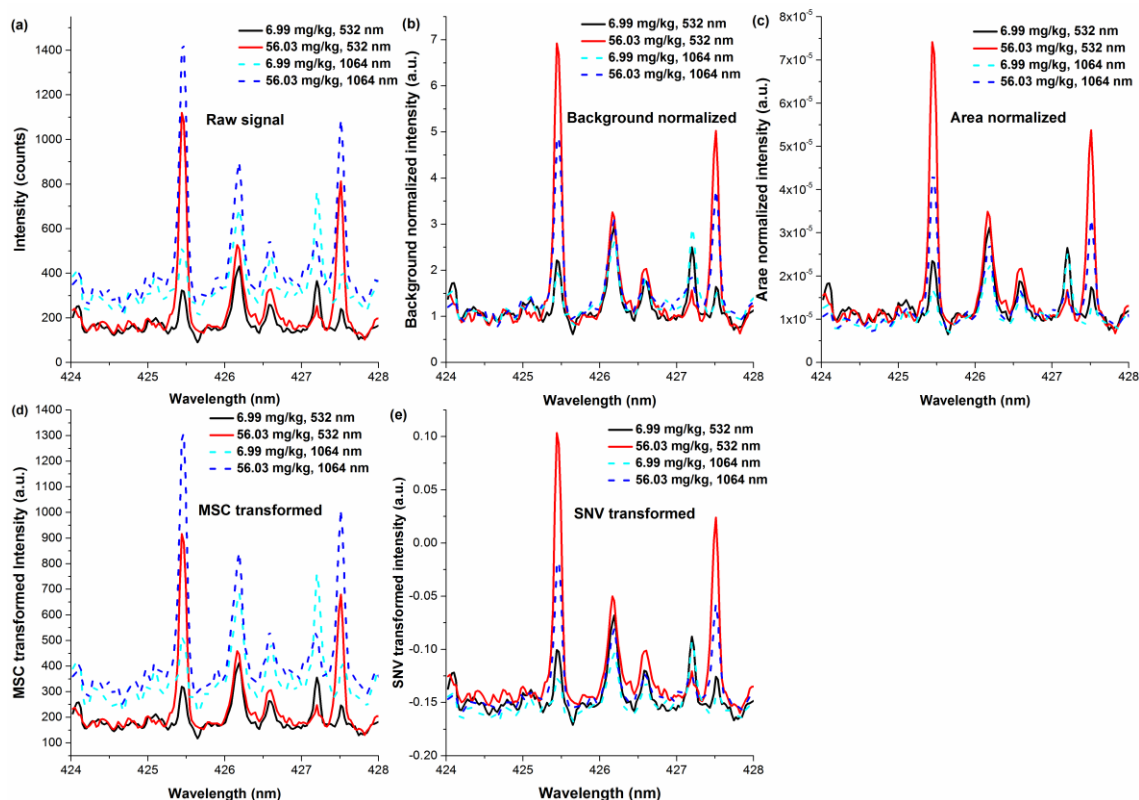 (a)
6.99 mg/kg, 532 nm
56.03 mg/kg, 532 nm
6.99 mg/kg, 1064 nm
56.03 mg/kg, 1064 nm
Raw signal
Intensity (counts)
1400
1200
1000
800
600
400
200
0
424 425 426 427 428
Wavelength (nm)
(b)
6.99 mg/kg, 532 nm
56.03 mg/kg, 532 nm
6.99 mg/kg, 1064 nm
56.03 mg/kg, 1064 nm
Background normalized
Background normalized intensity (a.u.)
7
6
5
4
3
2
1
0
424 425 426 427 428
Wavelength (nm)
(c)
6.99 mg/kg, 532 nm
56.03 mg/kg, 532 nm
6.99 mg/kg, 1064 nm
56.03 mg/kg, 1064 nm
Area normalized
Arae normalized intensity (a.u.)
8x10⁻⁵
7x10⁻⁵
6x10⁻⁵
5x10⁻⁵
4x10⁻⁵
3x10⁻⁵
2x10⁻⁵
1x10⁻⁵
0
424 425 426 427 428
Wavelength (nm)
(d)
6.99 mg/kg, 532 nm
56.03 mg/kg, 532 nm
6.99 mg/kg, 1064 nm
56.03 mg/kg, 1064 nm
MSC transformed
MSC transformed Intensity (a.u.)
1400
1300
1200
1100
1000
900
800
700
600
500
400
300
200
100
424 425 426 427 428
Wavelength (nm)
(e)
6.99 mg/kg, 532 nm
56.03 mg/kg, 532 nm
6.99 mg/kg, 1064 nm
56.03 mg/kg, 1064 nm
SNV transformed
SNV transformed intensity (a.u.)
0.10
0.05
0.00
-0.05
-0.10
-0.15
-0.20
424 425 426 427 428
Wavelength (nm)